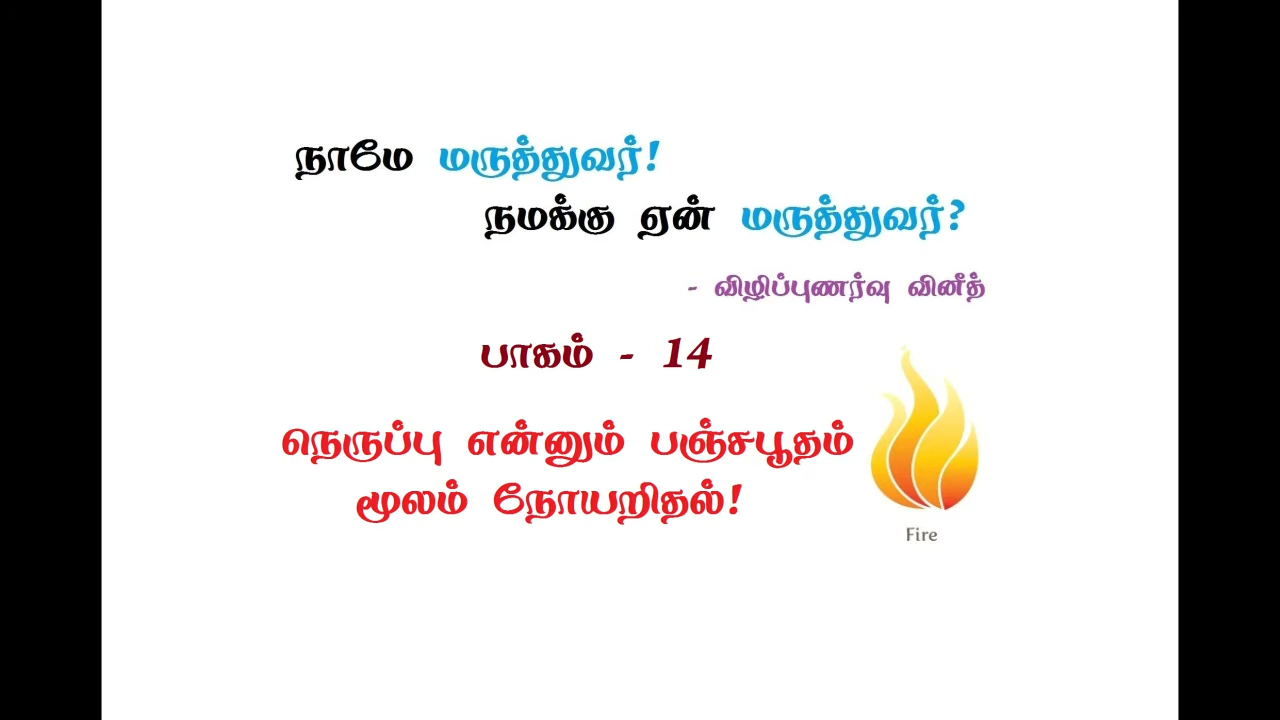 நாமே மருத்துவர்!
நமக்கு ஏன் மருத்துவர்?
- விழிப்புணர்வு வினீத்
பாகம் - 14
நெருப்பு என்னும் பஞ்சபூதம்
மூலம் நோயறிதல்!
Fire